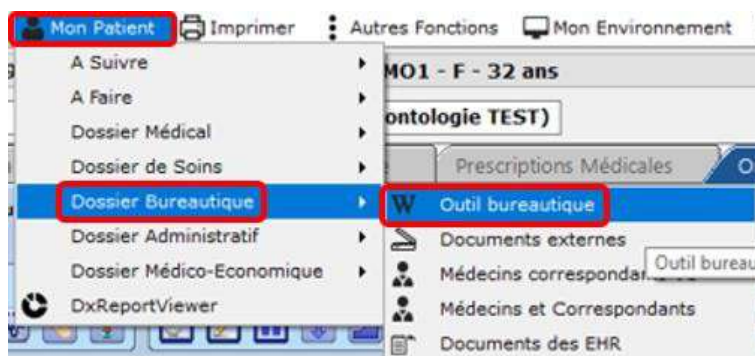 Mon Patient Imprimer Autres Fonctions Mon Environnement
A Suivre
MO1 - F - 32 ans
A Faire
ontologie TEST)
Dossier Médical
Dossier de Soins
Prescriptions Médicales
Dossier Bureautique
Outil bureautique
Dossier Administratif
Documents externes
Outil bureau
Dossier Médico-Economique
Médecins correspondan
DxReportViewer
Médecins et Correspondants
Documents des EHR